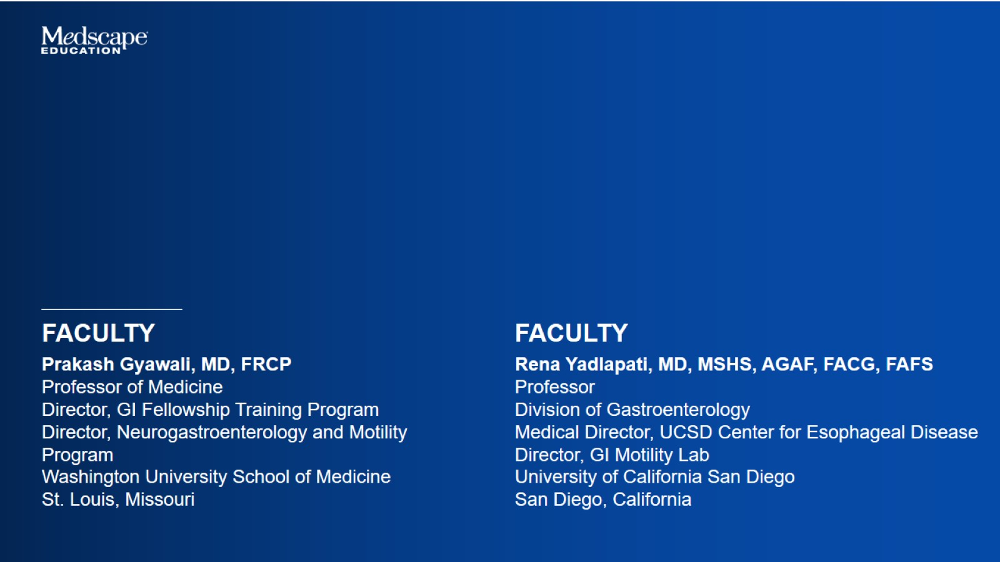 Medscape
EDUCATION
FACULTY
Prakash Gyawali, MD, FRCP
Professor of Medicine
Director, GI Fellowship Training Program
Director, Neurogastroenterology and Motility
Program
Washington University School of Medicine
St. Louis, Missouri
FACULTY
Rena Yadlapati, MD, MSHS, AGAF, FACG, FAFS
Professor
Division of Gastroenterology
Medical Director, UCSD Center for Esophageal Disease
Director, GI Motility Lab
University of California San Diego
San Diego, California